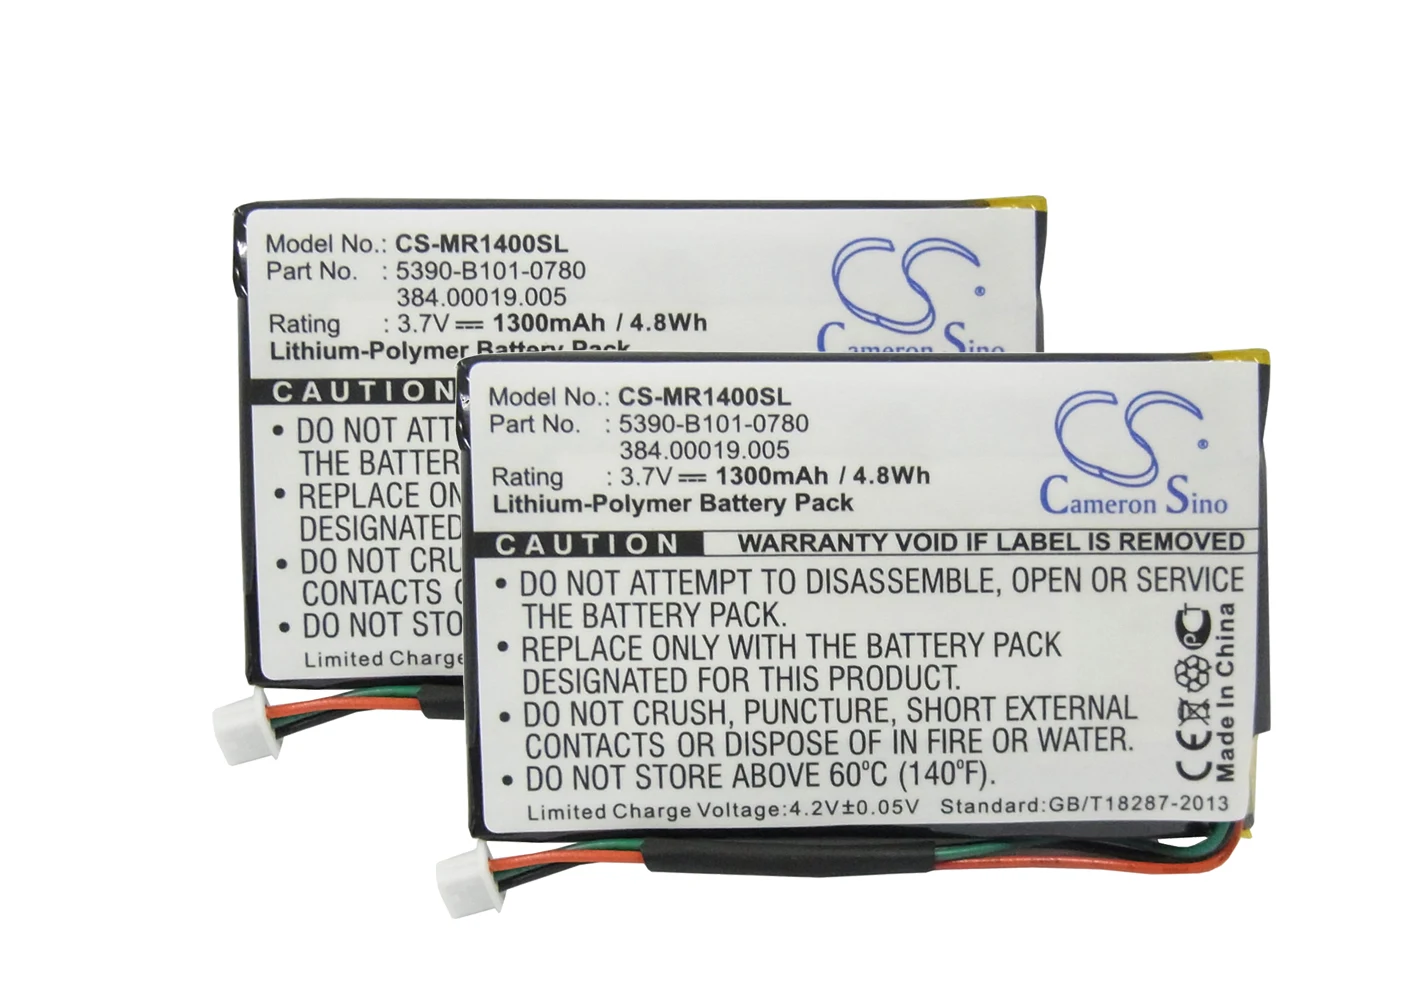 Model No.: CS-MR1400SL
Part No. : 5390-B101-0780
384.00019.005
Rating : 3.7V⎓ 1300mAh / 4.8Wh
Lithium-Polymer Battery Pack
CS
®
Cameron Sino
CAUTION
• DO NOT ATT
THE BATTER
• REPLACE ON
DESIGNATED
• DO NOT CRU
CONTACTS O
• DO NOT STO
Limited Charge
Model No.: CS-MR1400SL
Part No. : 5390-B101-0780
384.00019.005
Rating : 3.7V⎓ 1300mAh / 4.8Wh
Lithium-Polymer Battery Pack
CS
®
Cameron Sino
CAUTION WARRANTY VOID IF LABEL IS REMOVED
• DO NOT ATTEMPT TO DISASSEMBLE, OPEN OR SERVICE
THE BATTERY PACK.
• REPLACE ONLY WITH THE BATTERY PACK
DESIGNATED FOR THIS PRODUCT.
• DO NOT CRUSH, PUNCTURE, SHORT EXTERNAL
CONTACTS OR DISPOSE OF IN FIRE OR WATER.
• DO NOT STORE ABOVE 60°C (140°F).
Limited Charge Voltage:4.2V±0.05V Standard:GB/T18287-2013
CE
Made In China